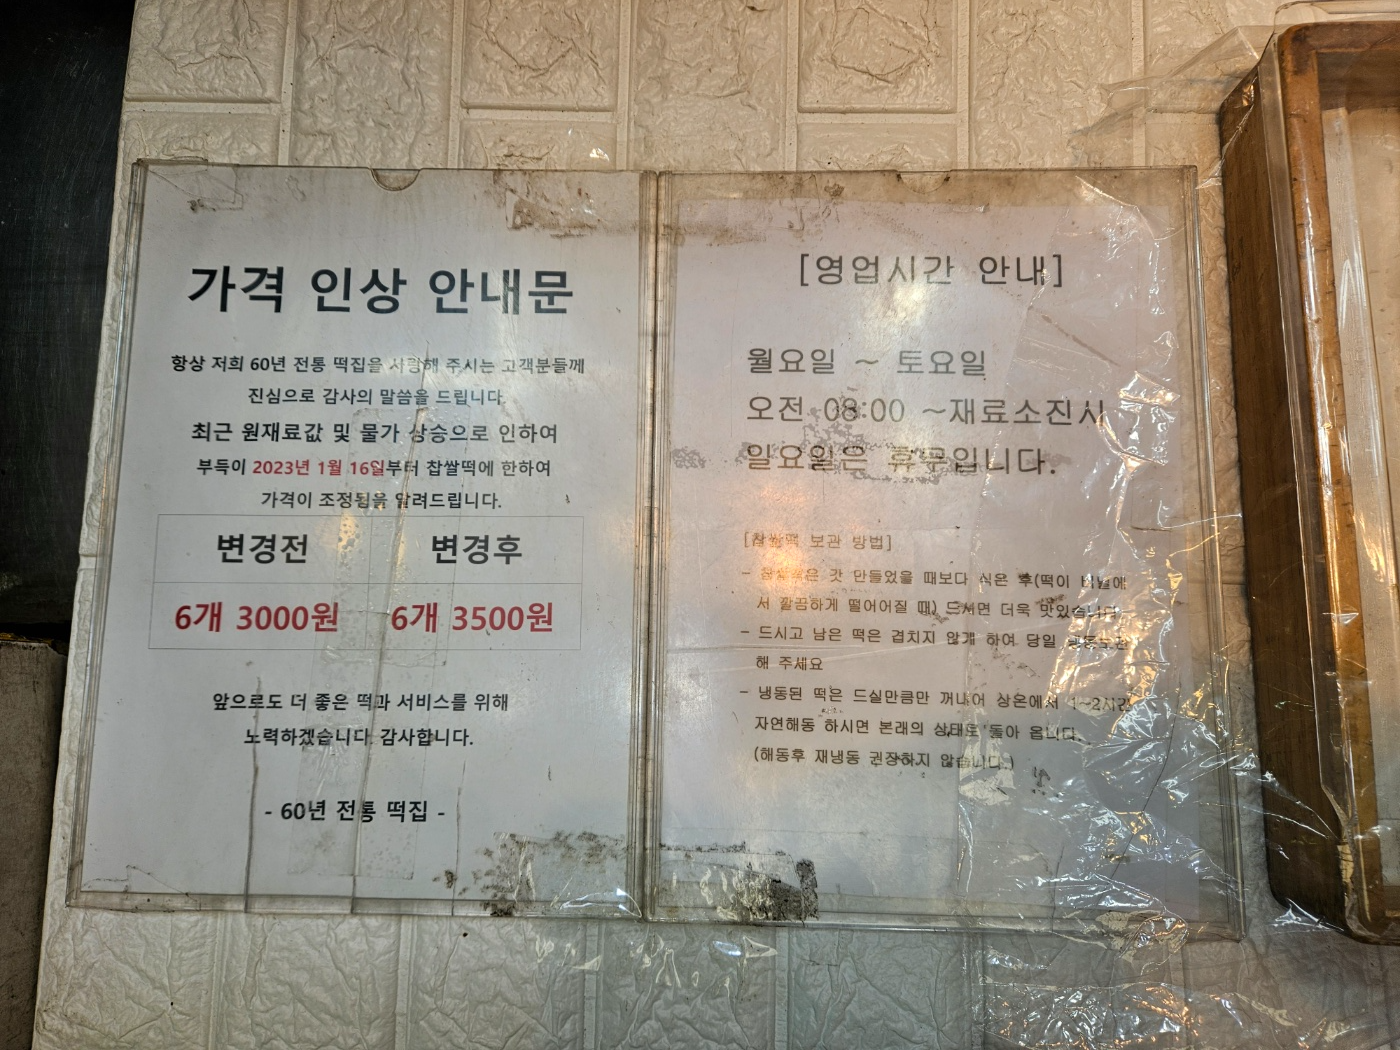 가격 인상 안내문
항상 저희 60년 전통 떡집을 사랑해 주시는 고객분들께
진심으로 감사의 말씀을 드립니다.
최근 원재료값 및 물가 상승으로 인하여
부득이 2023년 1월 16일부터 찹쌀떡에 한하여
가격이 조정됨을 알려드립니다.
변경전 변경후
6개 3000원 6개 3500원
앞으로도 더 좋은 떡과 서비스를 위해
노력하겠습니다 감사합니다.
- 60년 전통 떡집 -
[영업시간 안내]
월요일 ~ 토요일
오전 08:00 ~재료소진시
일요일은 휴무입니다.
[찹쌀떡 보관 방법]
- 찹쌀떡은 갓 만들었을 때보다 식은 후(떡이 비닐에
서 깔끔하게 떨어어질 때) 드시면 더욱 맛있습니다.
- 드시고 남은 떡은 겹치지 않개 하여 당일 냉동보관
해 주세요
- 냉동된 떡은 드실만큼만 꺼내어 상온에서 1~2시간
자연해동 하시면 본래의 상태로 돌아 옵니다.
(해동후 재냉동 권장하지 않습니다.)